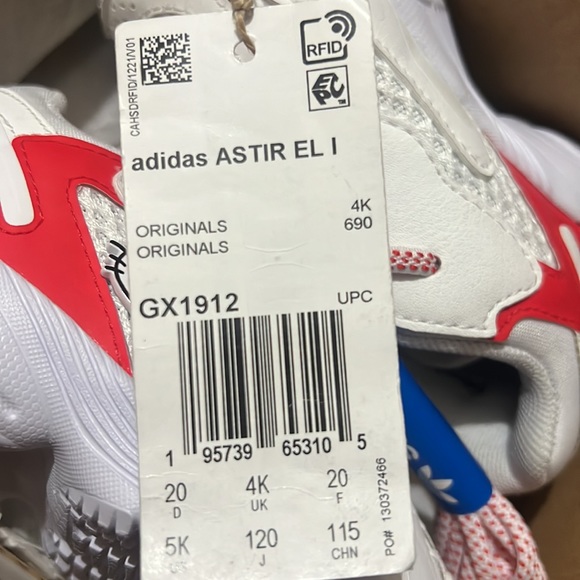 CAHSDRFID/1221/V01
RFID
EPC™
adidas ASTIR EL I
4K
ORIGINALS 690
ORIGINALS
GX1912 UPC
1 95739 65310 5
20 4K 20
D UK F
5K 120 115
J CHN
PO# 130372466